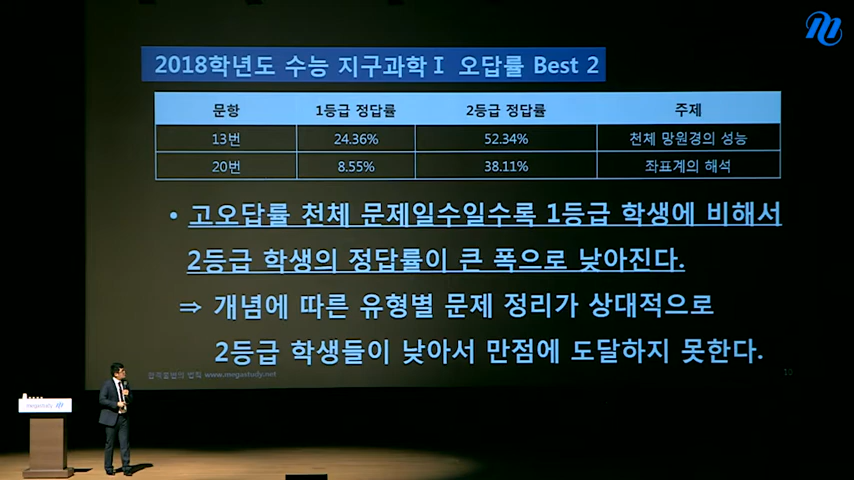 2018학년도 수능 지구과학Ⅰ 오답률 Best 2
문항 1등급 정답률 2등급 정답률 주제
13번 24.36% 52.34% 천체 망원경의 성능
20번 8.55% 38.11% 좌표계의 해석
• 고오답률 천체 문제일수일수록 1등급 학생에 비해서
2등급 학생의 정답률이 큰 폭으로 낮아진다.
⇒ 개념에 따른 유형별 문제 정리가 상대적으로
2등급 학생들이 낮아서 만점에 도달하지 못한다.
www.megastudy.net
10
megastudy